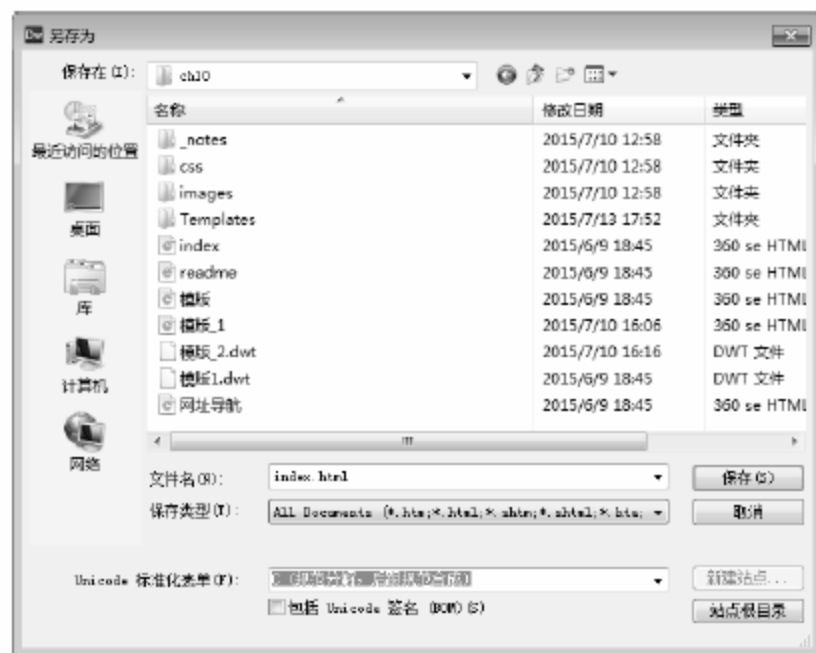 Dw 另存为
保存在(I): ch10
名称 修改日期 类型
_notes 2015/7/10 12:58 文件夹
css 2015/7/10 12:58 文件夹
images 2015/7/10 12:58 文件夹
Templates 2015/7/13 17:52 文件夹
index 2015/6/9 18:45 360 se HTML
readme 2015/6/9 18:45 360 se HTML
模版 2015/6/9 18:45 360 se HTML
模版_1 2015/7/10 16:06 360 se HTML
模版_2.dwt 2015/7/10 16:16 DWT 文件
模版1.dwt 2015/6/9 18:45 DWT 文件
网址导航 2015/6/9 18:45 360 se HTML
最近访问的位置
桌面
库
计算机
网络
文件名(N): index.html 保存(S)
保存类型(T): All Documents (*.htm;*.html;*.shtm;*.shtml;*.hta; 取消
Unicode 标准化表单(F): 新建站点...
包括 Unicode 签名 (BOM)(S) 站点根目录